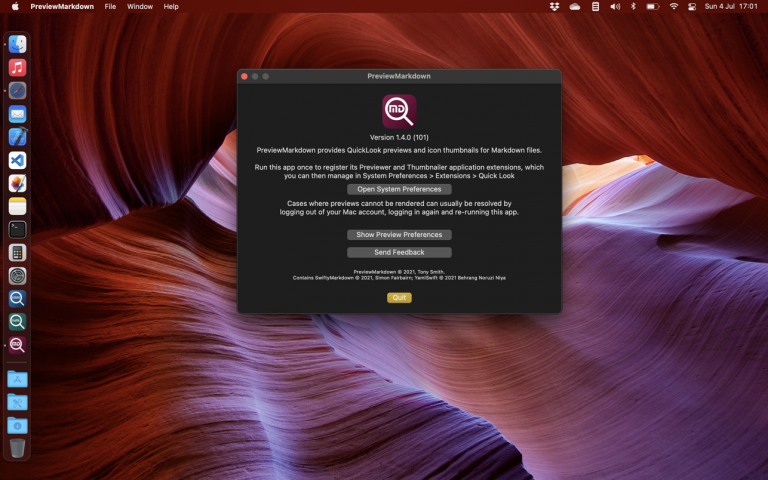 PreviewMarkdown File Window Help Sun 4 Jul 17:01
PreviewMarkdown
MD
Version 1.4.0 (101)
PreviewMarkdown provides QuickLook previews and icon thumbnails for Markdown files.
Run this app once to register its Previewer and Thumbnailer application extensions, which
you can then manage in System Preferences > Extensions > Quick Look
Open System Preferences
Cases where previews cannot be rendered can usually be resolved by
logging out of your Mac account, logging in again and re-running this app.
Show Preview Preferences
Send Feedback
PreviewMarkdown © 2021, Tony Smith.
Contains SwiftyMarkdown © 2021, Simon Fairbairn; YamlSwift © 2021 Behrang Noruzi Niya
Quit
MD